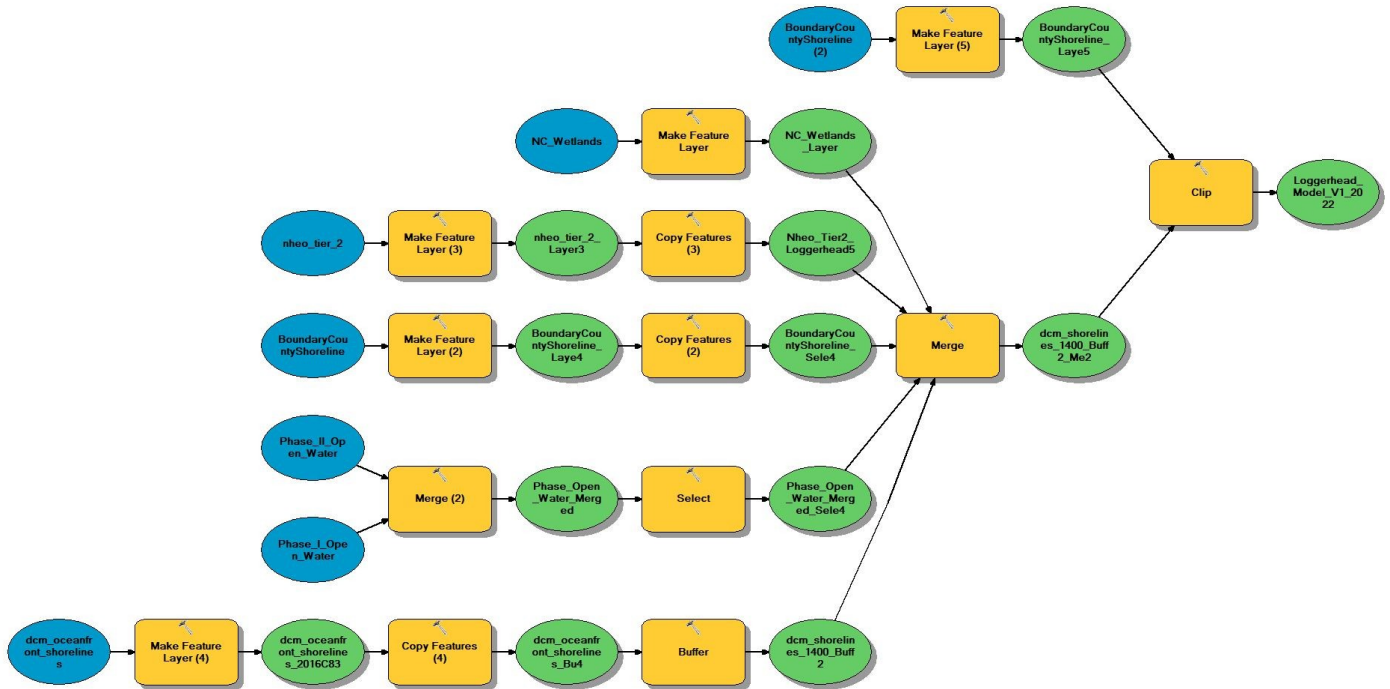 BoundaryCou
ntyShoreline
(2)
Make Feature
Layer (5)
BoundaryCou
ntyShoreline_
Laye5
NC_Wetlands
Make Feature
Layer
NC_Wetlands
_Layer
Clip
Loggerhead_
Model_V1_20
22
nheo_tier_2
Make Feature
Layer (3)
nheo_tier_2_
Layer3
Copy Features
(3)
Nheo_Tier2_
Loggerhead5
BoundaryCou
ntyShoreline
Make Feature
Layer (2)
BoundaryCou
ntyShoreline_
Laye4
Copy Features
(2)
BoundaryCou
ntyShoreline_
Sele4
Merge
dcm_shorelin
es_1400_Buff
2_Me2
Phase_II_Op
en_Water
Merge (2)
Phase_Open
_Water_Merg
ed
Select
Phase_Open
_Water_Merg
ed_Sele4
Phase_I_Ope
n_Water
dcm_oceanfr
ont_shoreline
s
Make Feature
Layer (4)
dcm_oceanfr
ont_shoreline
s_2016C83
Copy Features
(4)
dcm_oceanfr
ont_shoreline
s_Bu4
Buffer
dcm_shorelin
es_1400_Buff
2